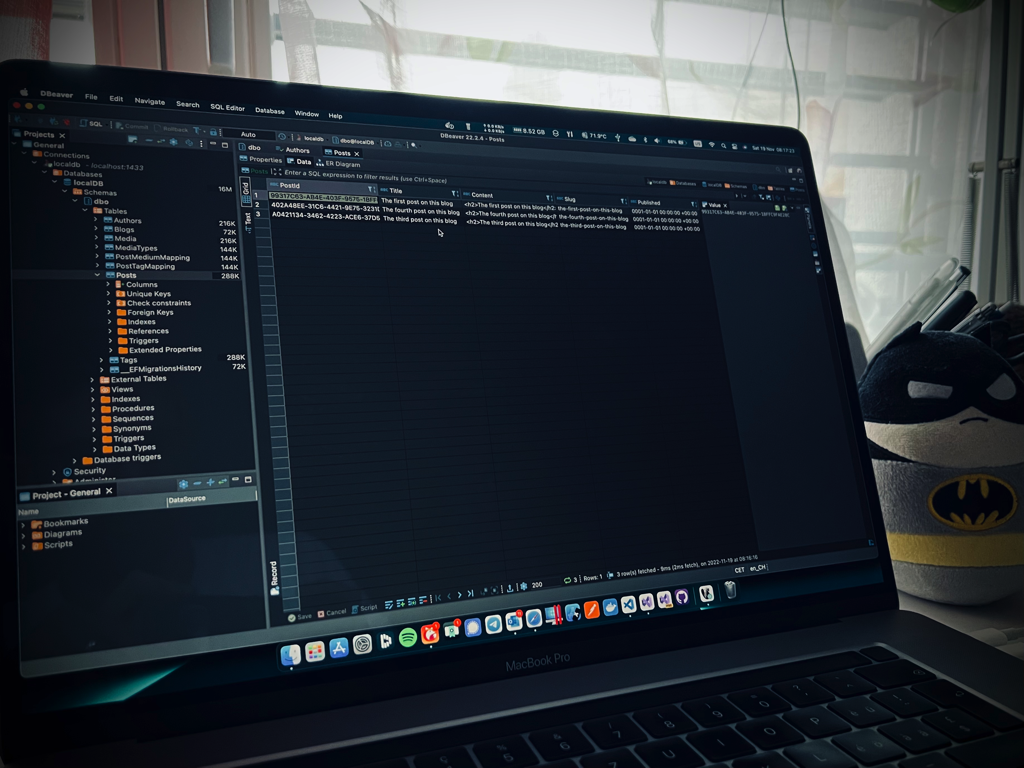 DBeaver File Edit Navigate Search SQL Editor Database Window Help
8.52 GB 71.9°C Sat 19 Nov 08:17:23
DBeaver 22.2.4 - Posts
SQL Commit Rollback Auto localdb dbo@localDB
Projects
General
Connections
localdb - localhost:1433
Databases
localDB 16M
Schemas
dbo
Tables
Authors 216K
Blogs 72K
Media 216K
MediaTypes 144K
PostMediumMapping 144K
PostTagMapping 144K
Posts 288K
Columns
Unique Keys
Check constraints
Foreign Keys
Indexes
References
Triggers
Extended Properties
Tags 288K
__EFMigrationsHistory 72K
External Tables
Views
Indexes
Procedures
Sequences
Synonyms
Triggers
Data Types
Database triggers
Security
Project - General
Name DataSource
Bookmarks
Diagrams
Scripts
dbo Authors Posts
Properties Data ER Diagram
Posts Enter a SQL expression to filter results (use Ctrl+Space)
Grid
Text
Record
PostId Title Content Slug Published
1 The first post on this blog <h2>The first post on this blog</h2: the-first-post-on-this-blog 0001-01-01 00:00:00 +00:00
2 402A48EE-31C6-4421-9E75-3231 The fourth post on this blog <h2>The fourth post on this blog</ the-fourth-post-on-this-blog 0001-01-01 00:00:00 +00:00
3 A0421134-3462-4223-ACE6-37D5 The third post on this blog <h2>The third post on this blog</h2 the-third-post-on-this-blog 0001-01-01 00:00:00 +00:00
Value
Save Cancel Script 200 3 Rows: 1 3 row(s) fetched - 9ms (2ms fetch), on 2022-11-19 at 08:16:16
CET en_CH
MacBook Pro